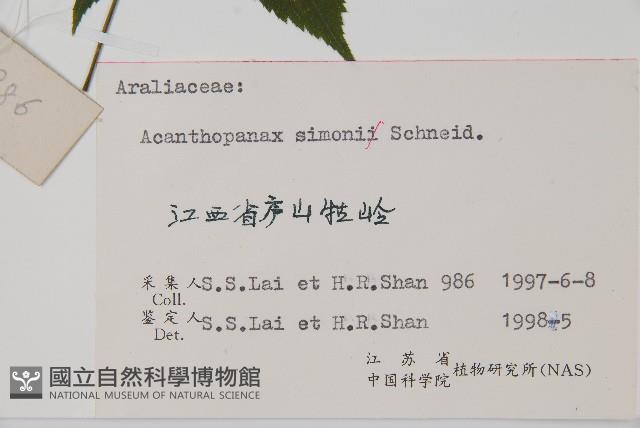 986
Araliaceae:
Acanthopanax simonii Schneid.
江西省庐山牯岭
采集人 S.S.Lai et H.R.Shan 986 1997-6-8
Coll.
鉴定人 S.S.Lai et H.R.Shan 1998-5
Det.
江苏省
中国科学院 植物研究所(NAS)
國立自然科學博物館
NATIONAL MUSEUM OF NATURAL SCIENCE